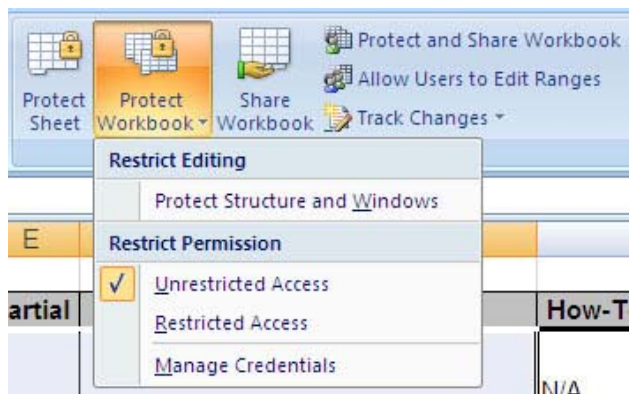 Protect Sheet
Protect Workbook
Share Workbook
Protect and Share Workbook
Allow Users to Edit Ranges
Track Changes
Restrict Editing
Protect Structure and Windows
Restrict Permission
Unrestricted Access
Restricted Access
Manage Credentials
E
artial
How-T
N/A